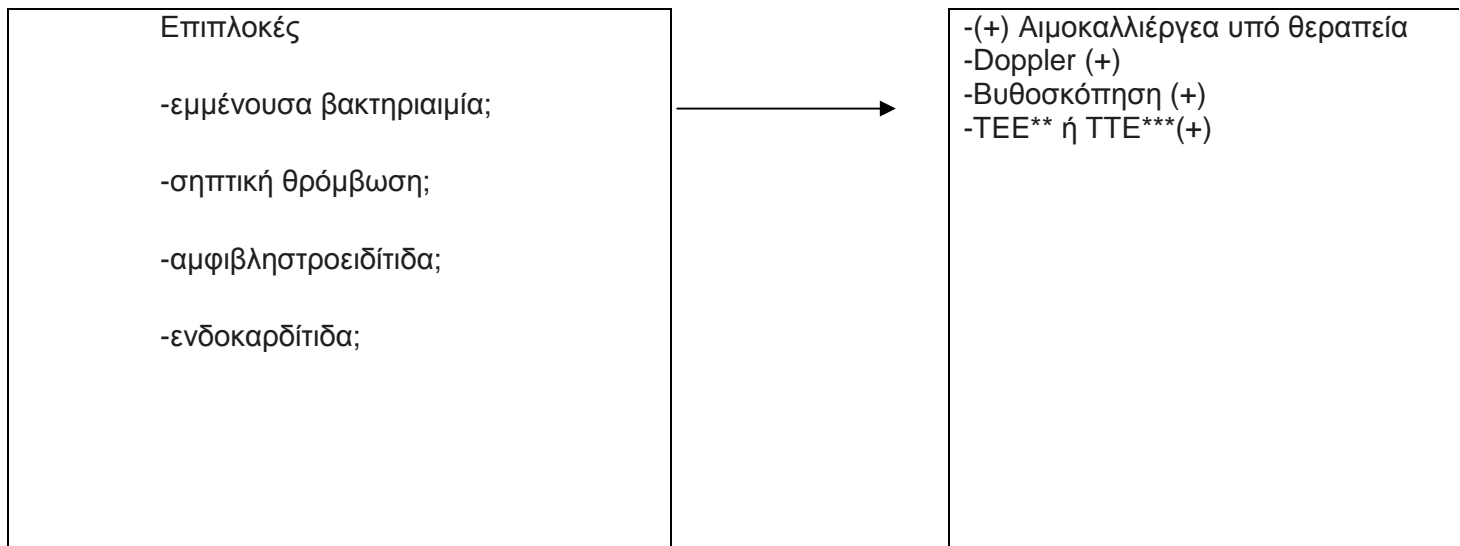 Επιπλοκές
-εμμένουσα βακτηριαιμία;
-σηπτική θρόμβωση;
-αμφιβληστροειδίτιδα;
-ενδοκαρδίτιδα;
-(+) Αιμοκαλλιέργεα υπό θεραπεία
-Doppler (+)
-Βυθοσκόπηση (+)
-TEE** ή TTE***(+)